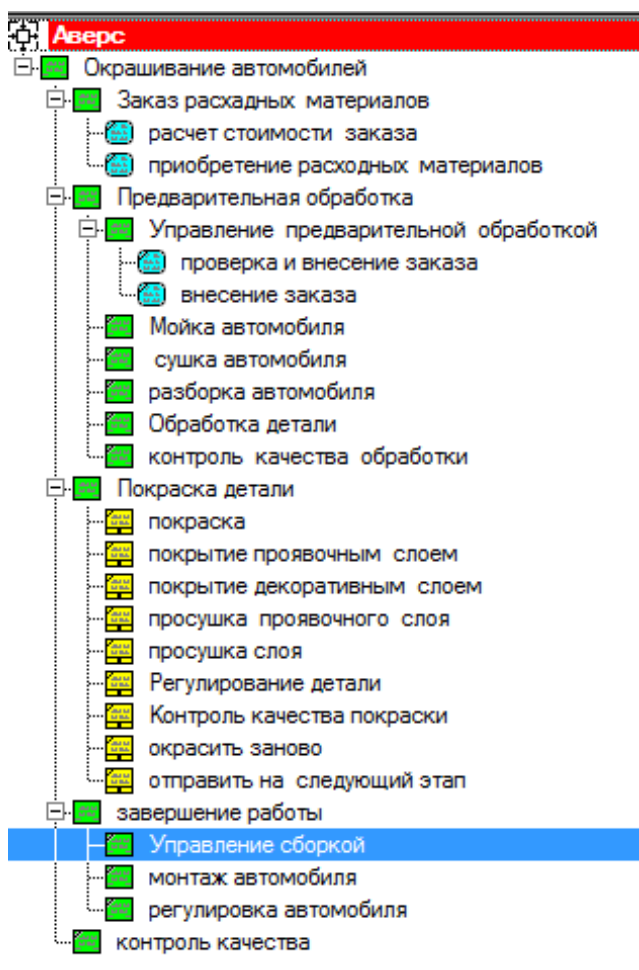 Аверс
Окрашивание автомобилей
Заказ расхадных материалов
расчет стоимости заказа
приобретение расходных материалов
Предварительная обработка
Управление предварительной обработкой
проверка и внесение заказа
внесение заказа
Мойка автомобиля
сушка автомобиля
разборка автомобиля
Обработка детали
контроль качества обработки
Покраска детали
покраска
покрытие проявочным слоем
покрытие декоративным слоем
просушка проявочного слоя
просушка слоя
Регулирование детали
Контроль качества покраски
окрасить заново
отправить на следующий этап
завершение работы
Управление сборкой
монтаж автомобиля
регулировка автомобиля
контроль качества